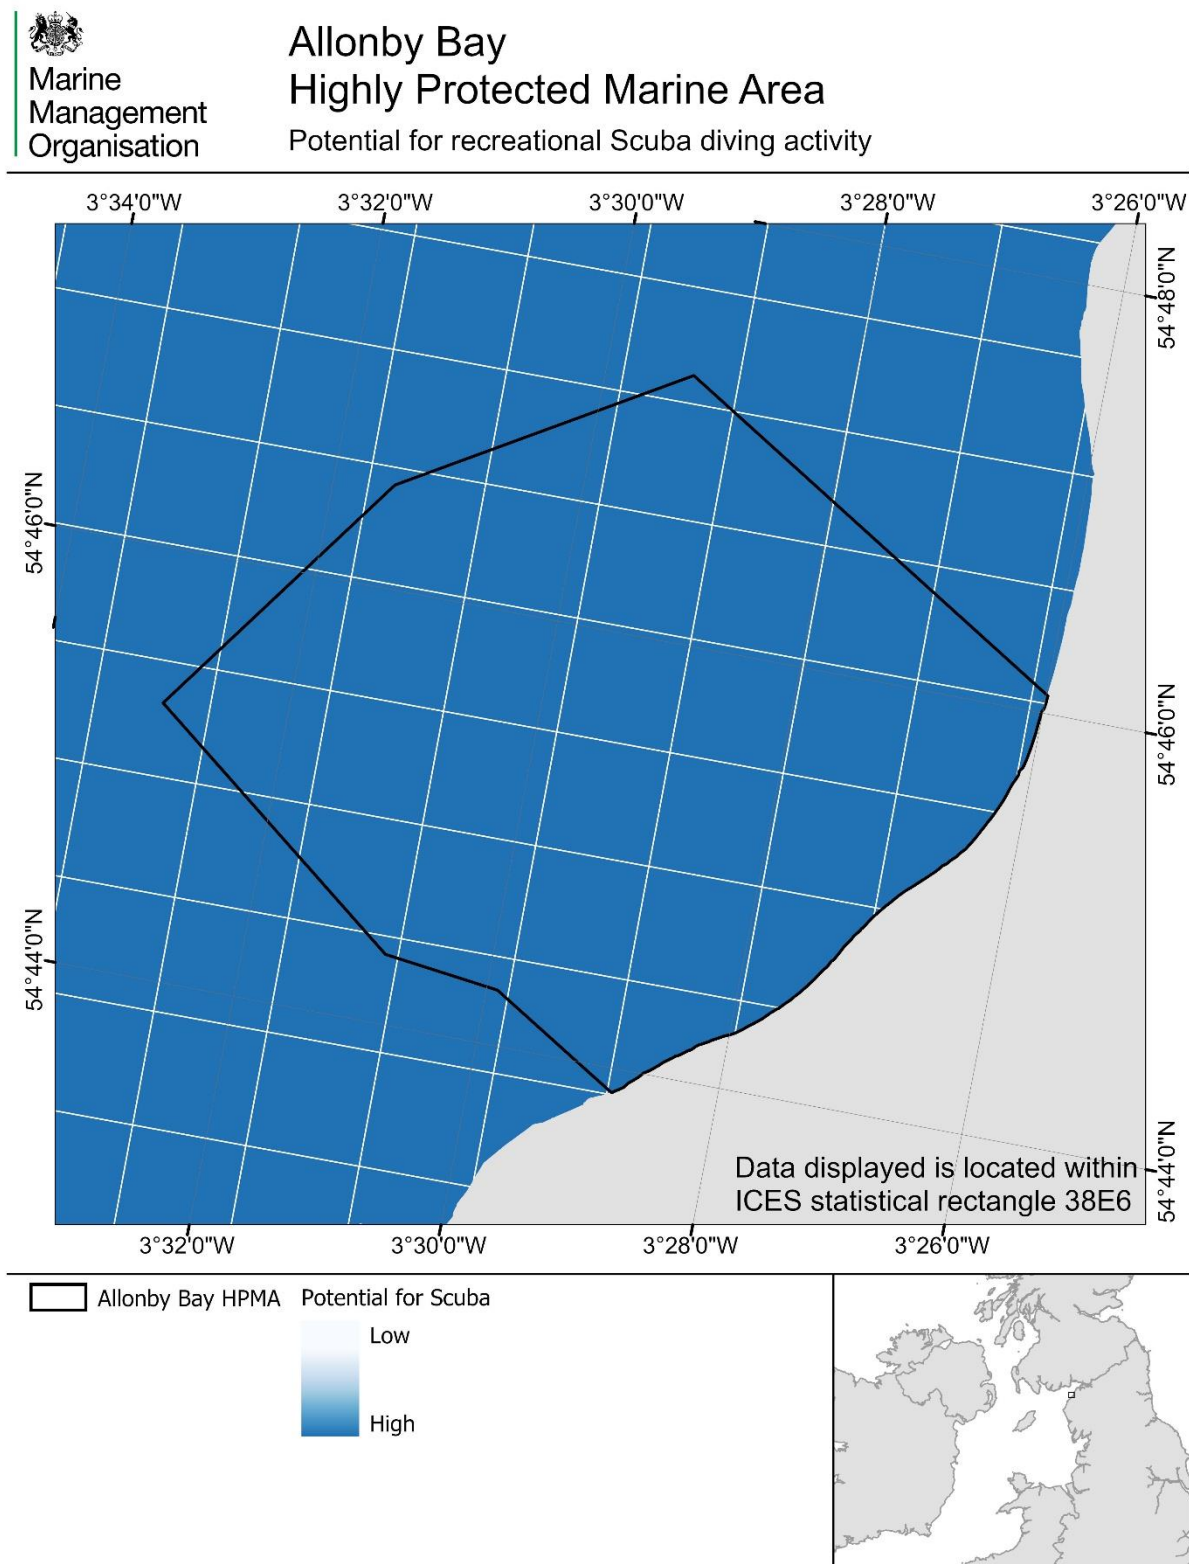 Marine
Management
Organisation
Allonby Bay
Highly Protected Marine Area
Potential for recreational Scuba diving activity
3°34'0"W 3°32'0"W 3°30'0"W 3°28'0"W 3°26'0"W
54°48'0"N
54°46'0"N
54°46'0"N
54°44'0"N
54°44'0"N
Data displayed is located within
ICES statistical rectangle 38E6
3°32'0"W 3°30'0"W 3°28'0"W 3°26'0"W
Allonby Bay HPMA
Potential for Scuba
Low
High